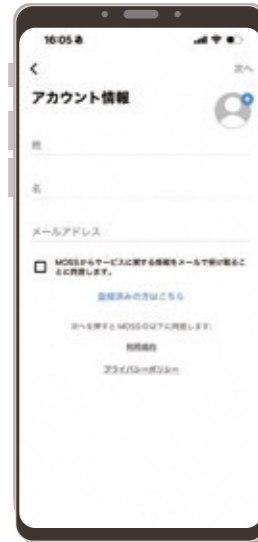 16:05
次へ
アカウント情報
姓
名
メールアドレス
MOSSからサービスに関する情報をメールで受け取るこ
とに同意します。
登録済みの方はこちら
次へを押すとMOSSの以下に同意します:
利用規約
プライバシーポリシー